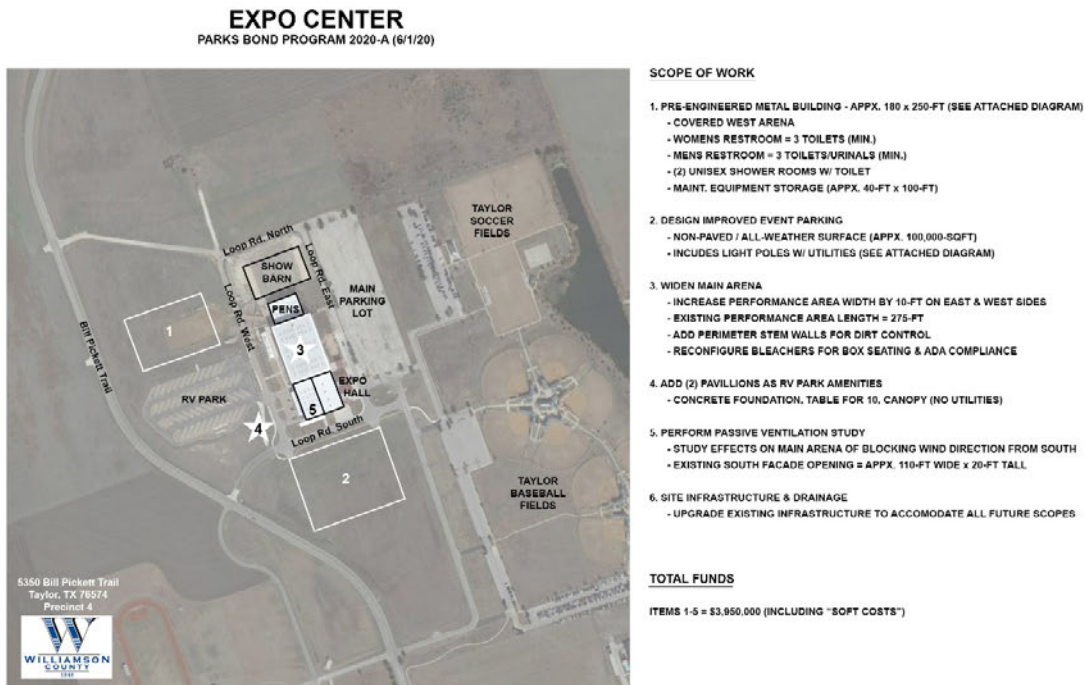 EXPO CENTER
PARKS BOND PROGRAM 2020-A (6/1/20)
SCOPE OF WORK
1. PRE-ENGINEERED METAL BUILDING - APPX. 180 x 250-FT (SEE ATTACHED DIAGRAM)
- COVERED WEST ARENA
- WOMENS RESTROOM = 3 TOILETS (MIN.)
- MENS RESTROOM = 3 TOILETS/URINALS (MIN.)
- (2) UNISEX SHOWER ROOMS W/ TOILET
- MAINT. EQUIPMENT STORAGE (APPX. 40-FT x 100-FT)
2. DESIGN IMPROVED EVENT PARKING
- NON-PAVED / ALL-WEATHER SURFACE (APPX. 100,000-SQFT)
- INCUDES LIGHT POLES W/ UTILITIES (SEE ATTACHED DIAGRAM)
3. WIDEN MAIN ARENA
- INCREASE PERFORMANCE AREA WIDTH BY 10-FT ON EAST & WEST SIDES
- EXISTING PERFORMANCE AREA LENGTH = 275-FT
- ADD PERIMETER STEM WALLS FOR DIRT CONTROL
- RECONFIGURE BLEACHERS FOR BOX SEATING & ADA COMPLIANCE
4. ADD (2) PAVILLIONS AS RV PARK AMENITIES
- CONCRETE FOUNDATION, TABLE FOR 10, CANOPY (NO UTILITIES)
5. PERFORM PASSIVE VENTILATION STUDY
- STUDY EFFECTS ON MAIN ARENA OF BLOCKING WIND DIRECTION FROM SOUTH
- EXISTING SOUTH FACADE OPENING = APPX. 110-FT WIDE x 20-FT TALL
6. SITE INFRASTRUCTURE & DRAINAGE
- UPGRADE EXISTING INFRASTRUCTURE TO ACCOMODATE ALL FUTURE SCOPES
TOTAL FUNDS
ITEMS 1-5 = $3,950,000 (INCLUDING "SOFT COSTS")
TAYLOR
SOCCER
FIELDS
Loop Rd. North
SHOW
BARN
Loop Rd. East
MAIN
PARKING
LOT
Loop Rd. West
PENS
1
3
Bill Pickett Trail
RV PARK
EXPO
HALL
5
4
Loop Rd. South
2
TAYLOR
BASEBALL
FIELDS
5350 Bill Pickett Trail
Taylor, TX 76574
Precinct 4
W
WILLIAMSON
COUNTY
1848